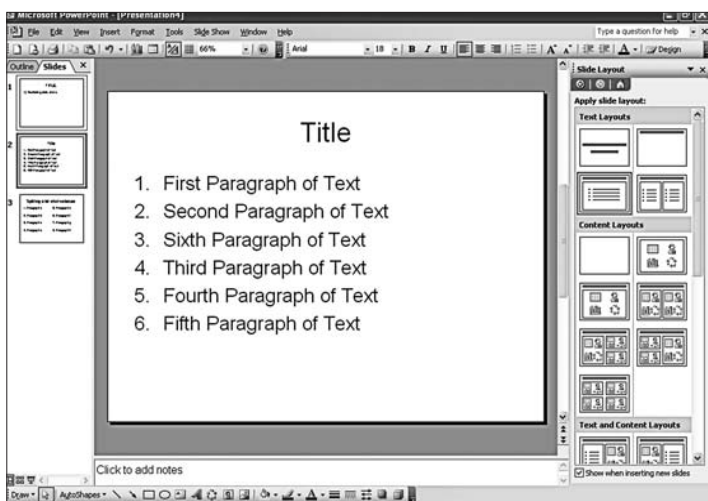 Microsoft PowerPoint - [Presentation4]
File Edit View Insert Format Tools Slide Show Window Help Type a question for help
66% Arial 18 B I U Design
Outline Slides
Slide Layout
Apply slide layout:
Text Layouts
Content Layouts
Text and Content Layouts
Show when inserting new slides
1
2
3
Title
1. First Paragraph of Text
2. Second Paragraph of Text
3. Sixth Paragraph of Text
4. Third Paragraph of Text
5. Fourth Paragraph of Text
6. Fifth Paragraph of Text
Click to add notes
Draw AutoShapes